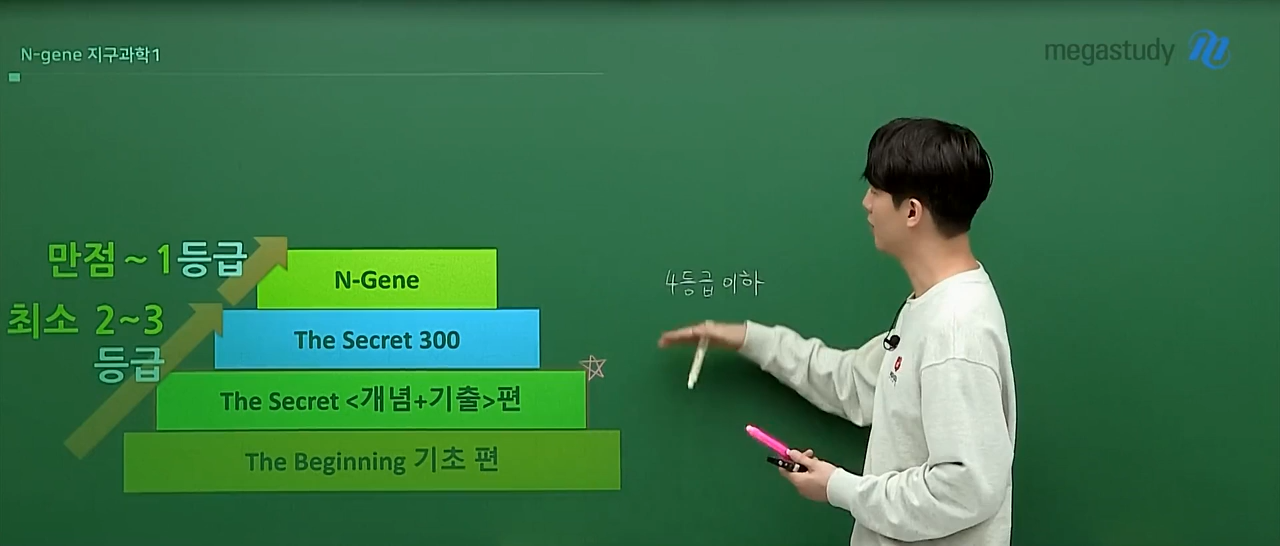 N-gene 지구과학1
megastudy
만점 ~ 1등급
최소 2~3
등급
N-Gene
The Secret 300
The Secret <개념+기출>편
The Beginning 기초 편
4등급 이하